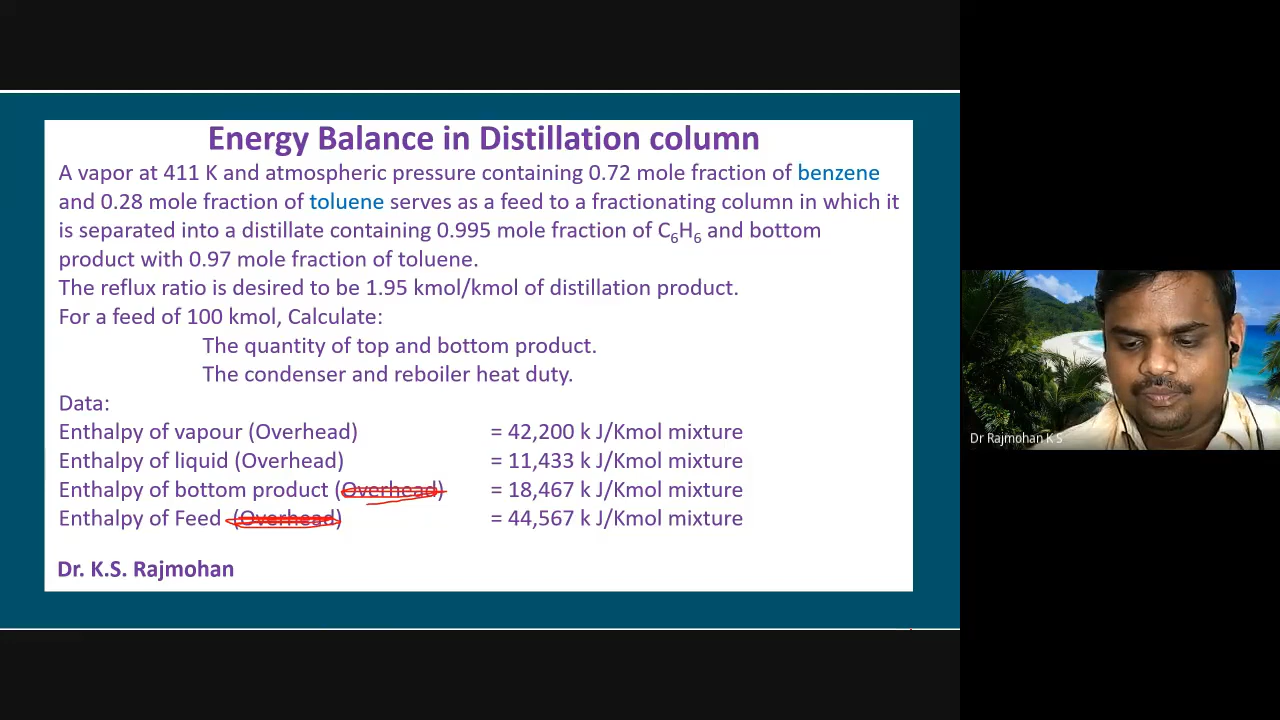 Energy Balance in Distillation column
A vapor at 411 K and atmospheric pressure containing 0.72 mole fraction of benzene
and 0.28 mole fraction of toluene serves as a feed to a fractionating column in which it
is separated into a distillate containing 0.995 mole fraction of C₆H₆ and bottom
product with 0.97 mole fraction of toluene.
The reflux ratio is desired to be 1.95 kmol/kmol of distillation product.
For a feed of 100 kmol, Calculate:
The quantity of top and bottom product.
The condenser and reboiler heat duty.
Data:
Enthalpy of vapour (Overhead) = 42,200 k J/Kmol mixture
Enthalpy of liquid (Overhead) = 11,433 k J/Kmol mixture
Enthalpy of bottom product (Overhead) = 18,467 k J/Kmol mixture
Enthalpy of Feed (Overhead) = 44,567 k J/Kmol mixture
Dr. K.S. Rajmohan
Dr Rajmohan K S